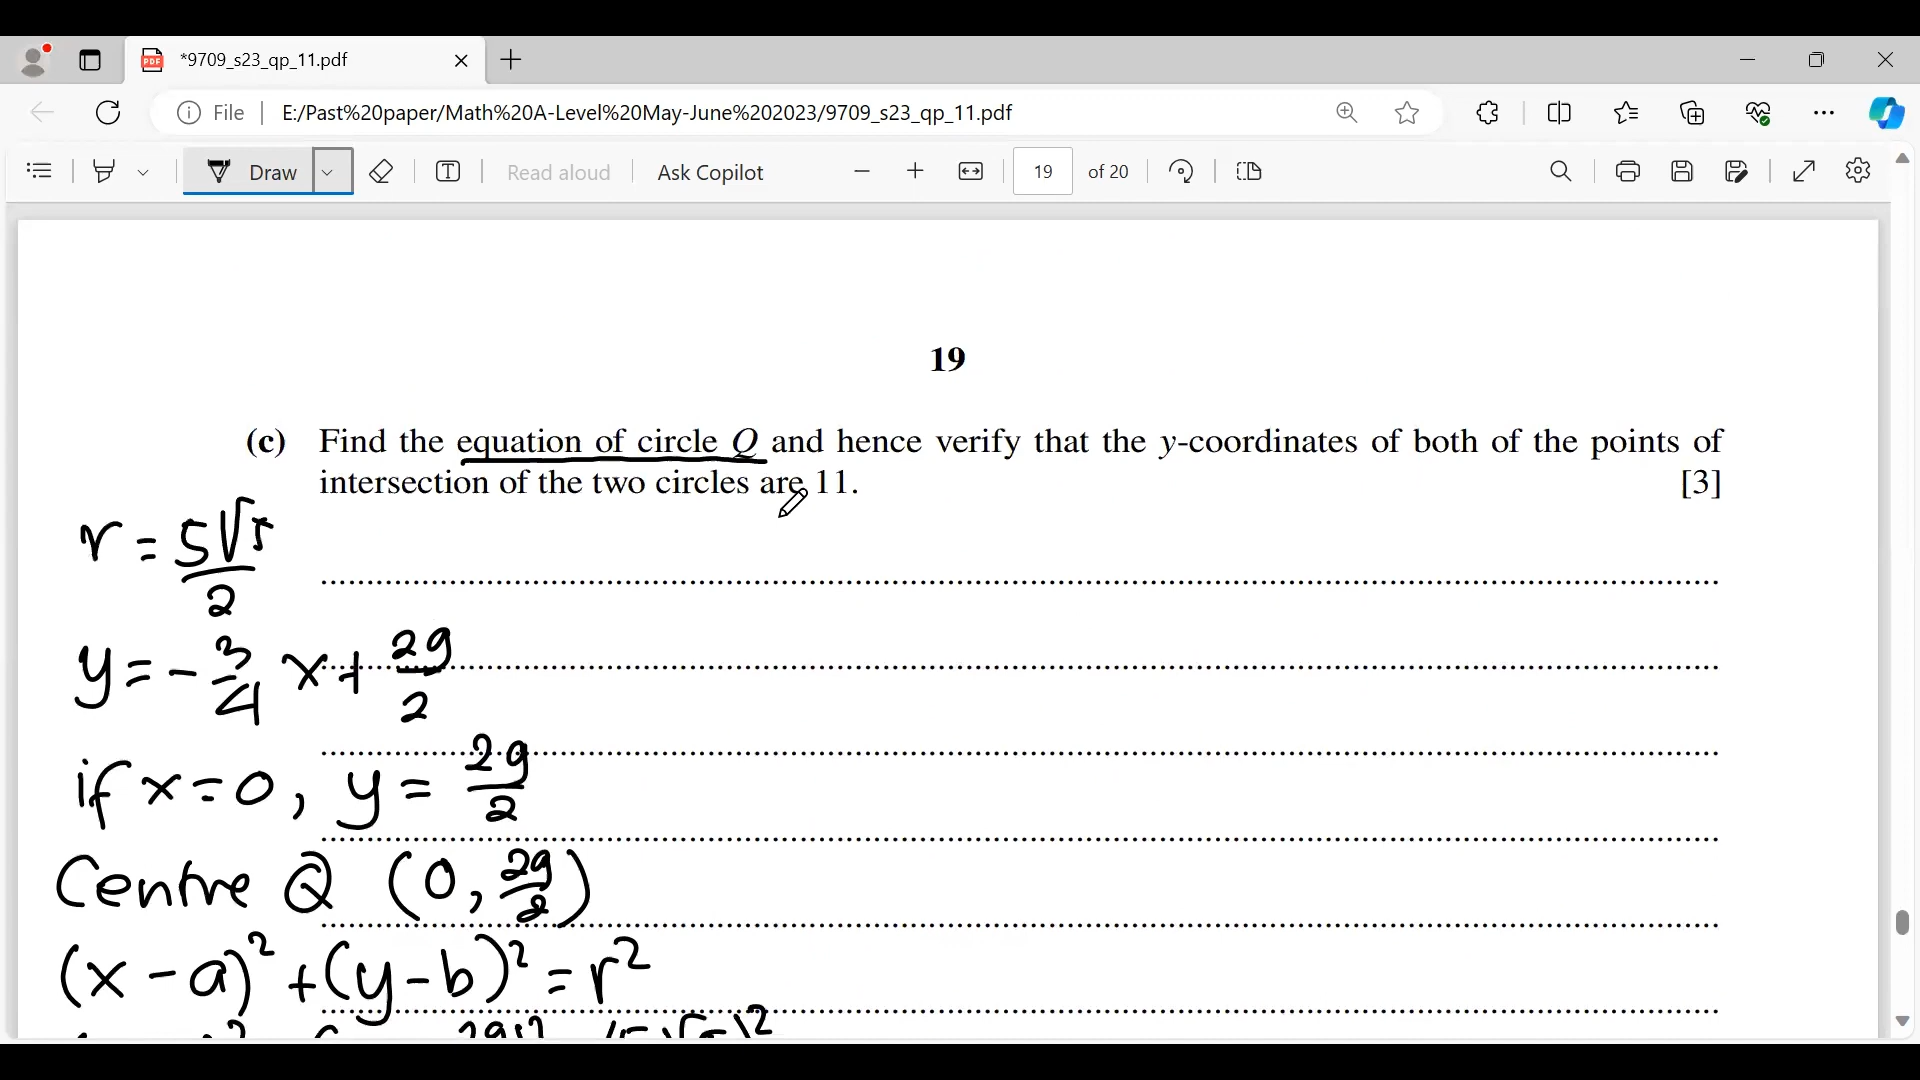 *9709_s23_qp_11.pdf
File
E:/Past%20paper/Math%20A-Level%20May-June%202023/9709_s23_qp_11.pdf
Draw
Read aloud
Ask Copilot
19
of 20
19
(c) Find the equation of circle Q and hence verify that the y-coordinates of both of the points of
intersection of the two circles are 11. [3]
r = 5√5/2
y = - 3/4 x + 29/2
if x = 0, y = 29/2
Centre Q (0, 29/2)
(x - a)² + (y - b)² = r²